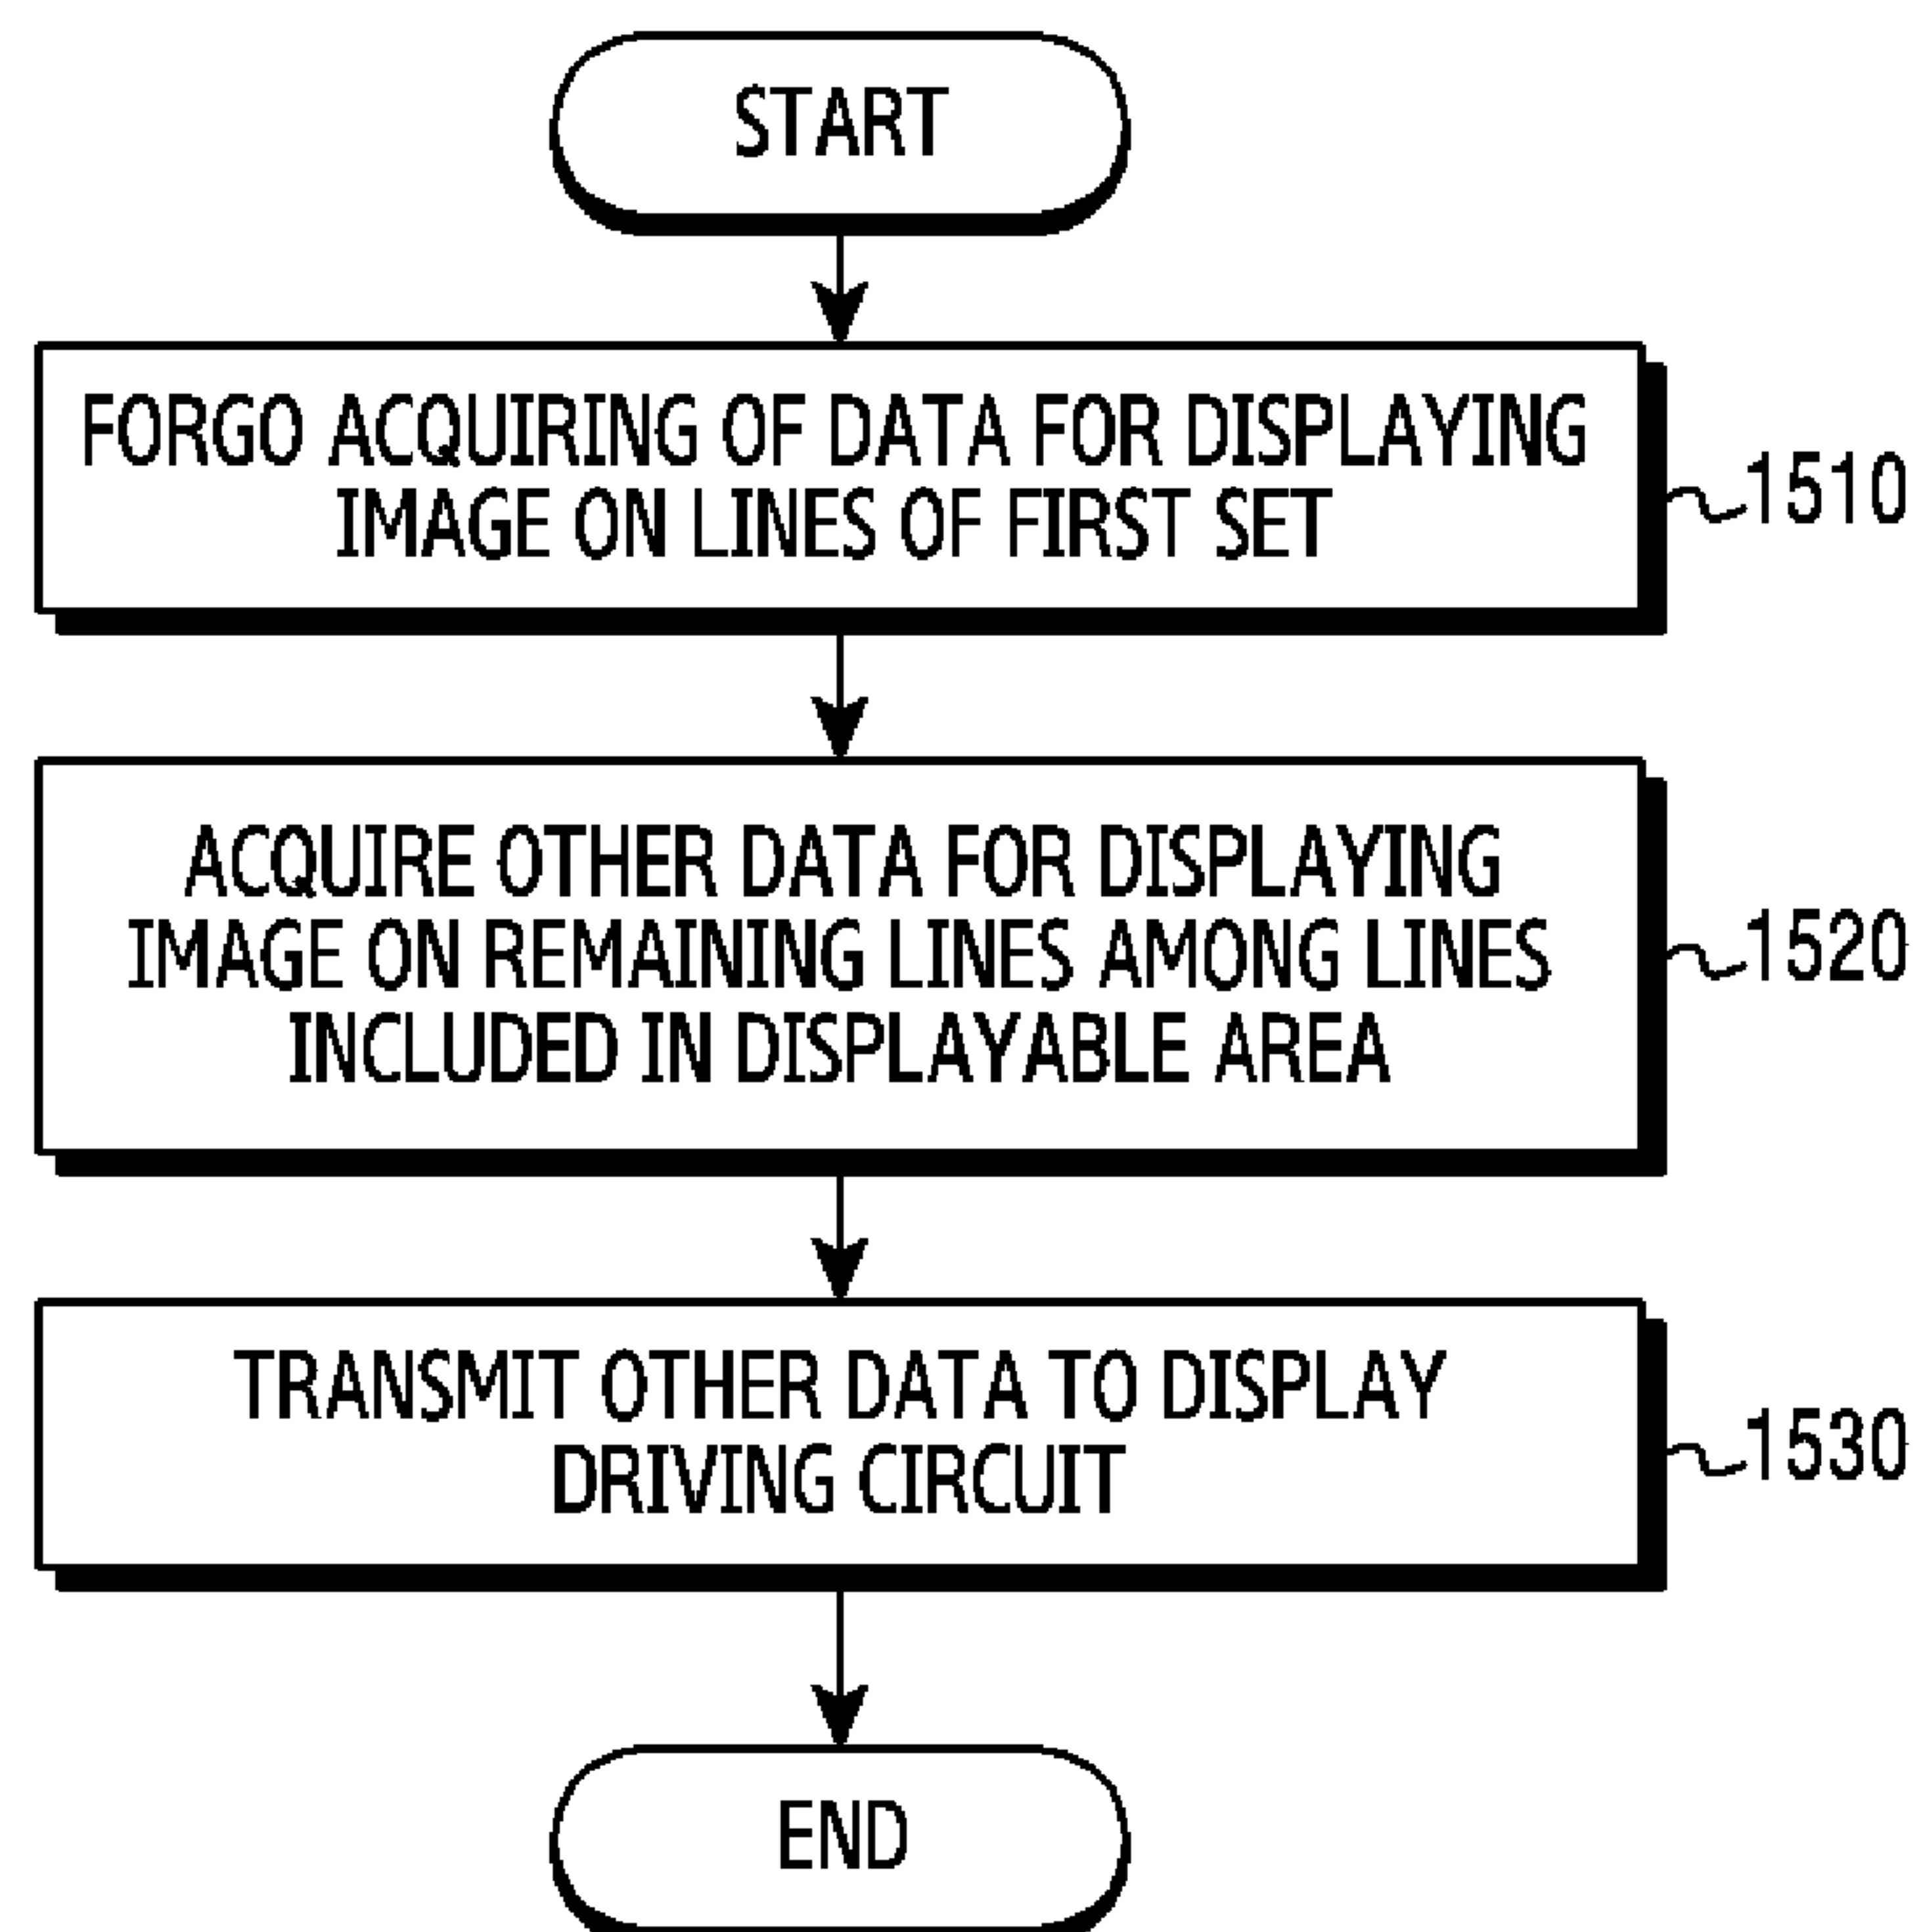 START
FORGO ACQUIRING OF DATA FOR DISPLAYING
IMAGE ON LINES OF FIRST SET
1510
ACQUIRE OTHER DATA FOR DISPLAYING
IMAGE ON REMAINING LINES AMONG LINES
INCLUDED IN DISPLAYABLE AREA
1520
TRANSMIT OTHER DATA TO DISPLAY
DRIVING CIRCUIT
1530
END